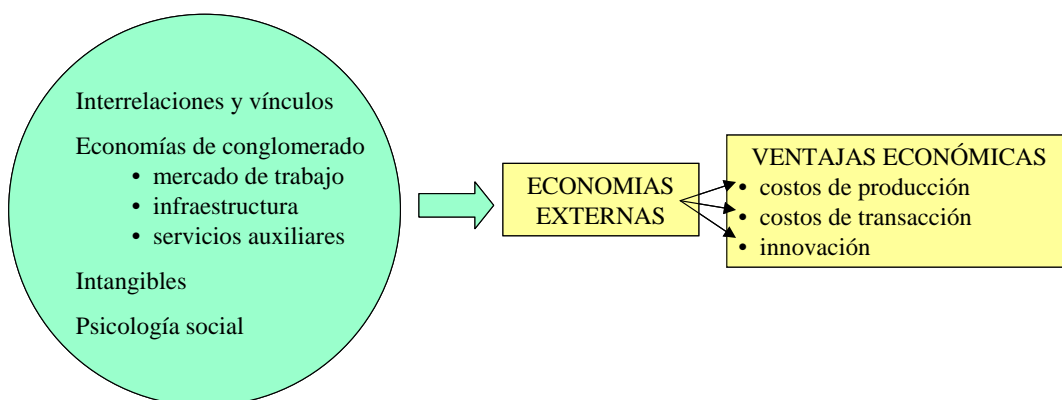 Interrelaciones y vínculos
Economías de conglomerado
• mercado de trabajo
• infraestructura
• servicios auxiliares
Intangibles
Psicología social
ECONOMIAS
EXTERNAS
VENTAJAS ECONÓMICAS
• costos de producción
• costos de transacción
• innovación